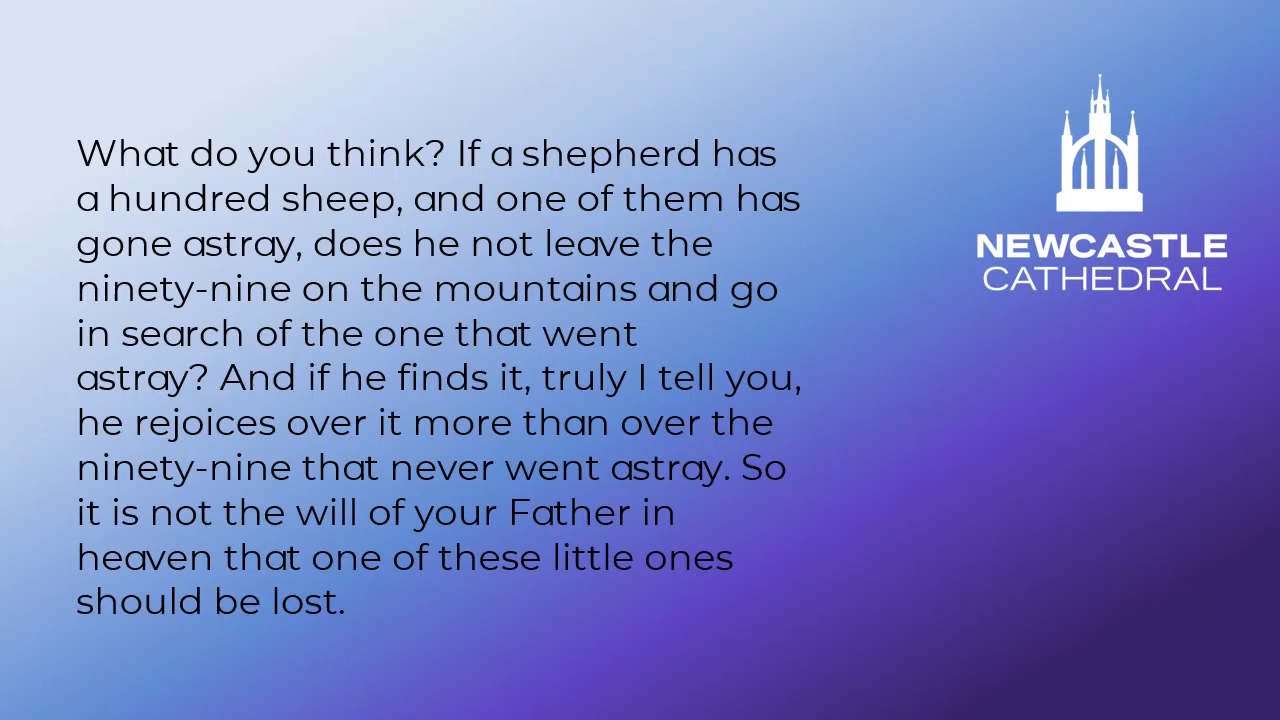 What do you think? If a shepherd has
a hundred sheep, and one of them has
gone astray, does he not leave the
ninety-nine on the mountains and go
in search of the one that went
astray? And if he finds it, truly I tell you,
he rejoices over it more than over the
ninety-nine that never went astray. So
it is not the will of your Father in
heaven that one of these little ones
should be lost.
NEWCASTLE
CATHEDRAL